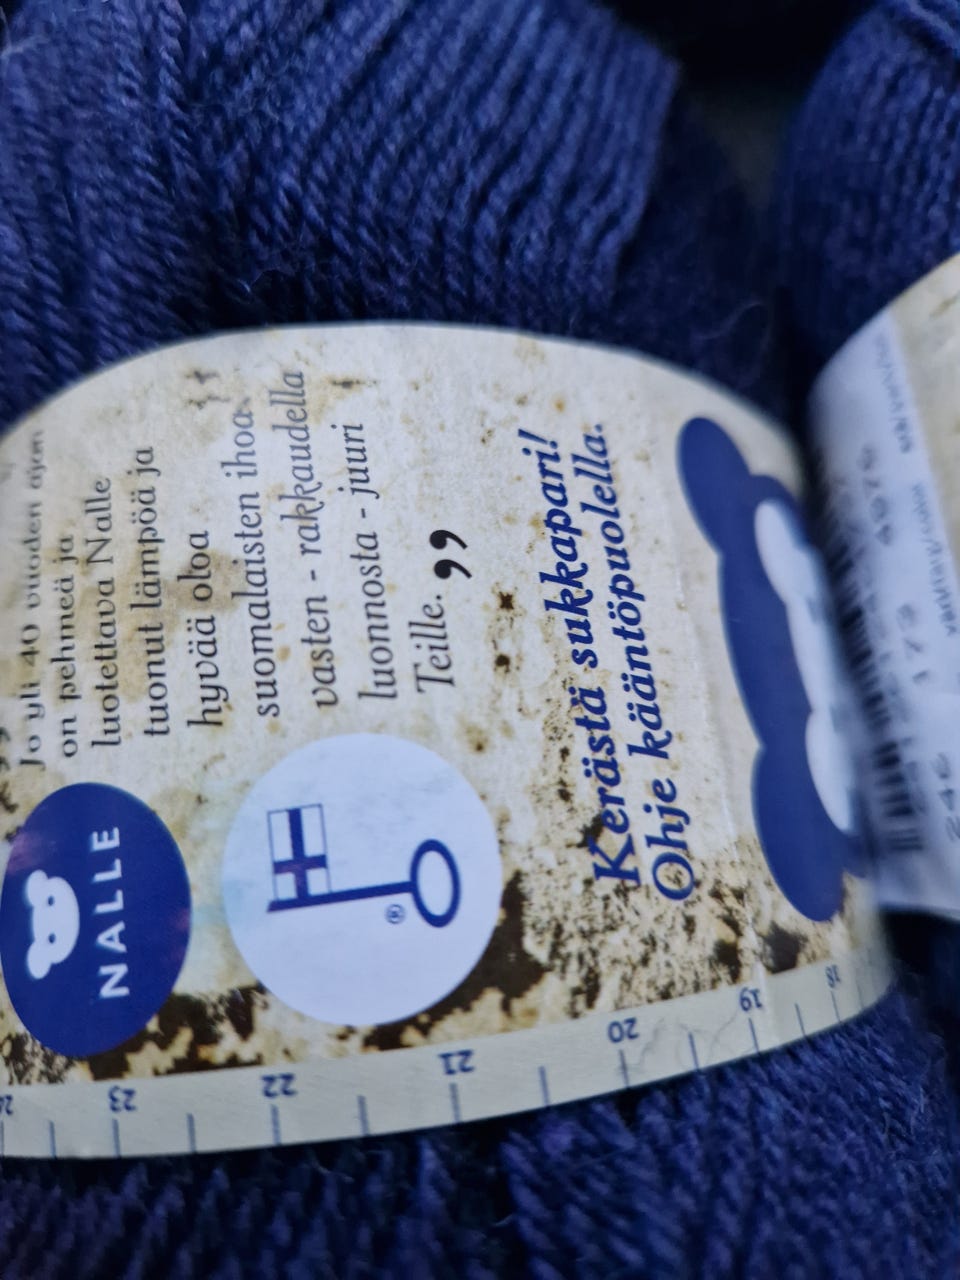 Jo yli 40 vuoden ajan
on pehmeä ja
luotettava Nalle
tuonut lämpöä ja
hyvää oloa
suomalaisten ihoa
vasten - rakkaudella,
luonnosta - juuri
Teille.”
NALLE
®
Kerästä sukkapari!
Ohje kääntöpuolella.
23
22
21
20
19
18